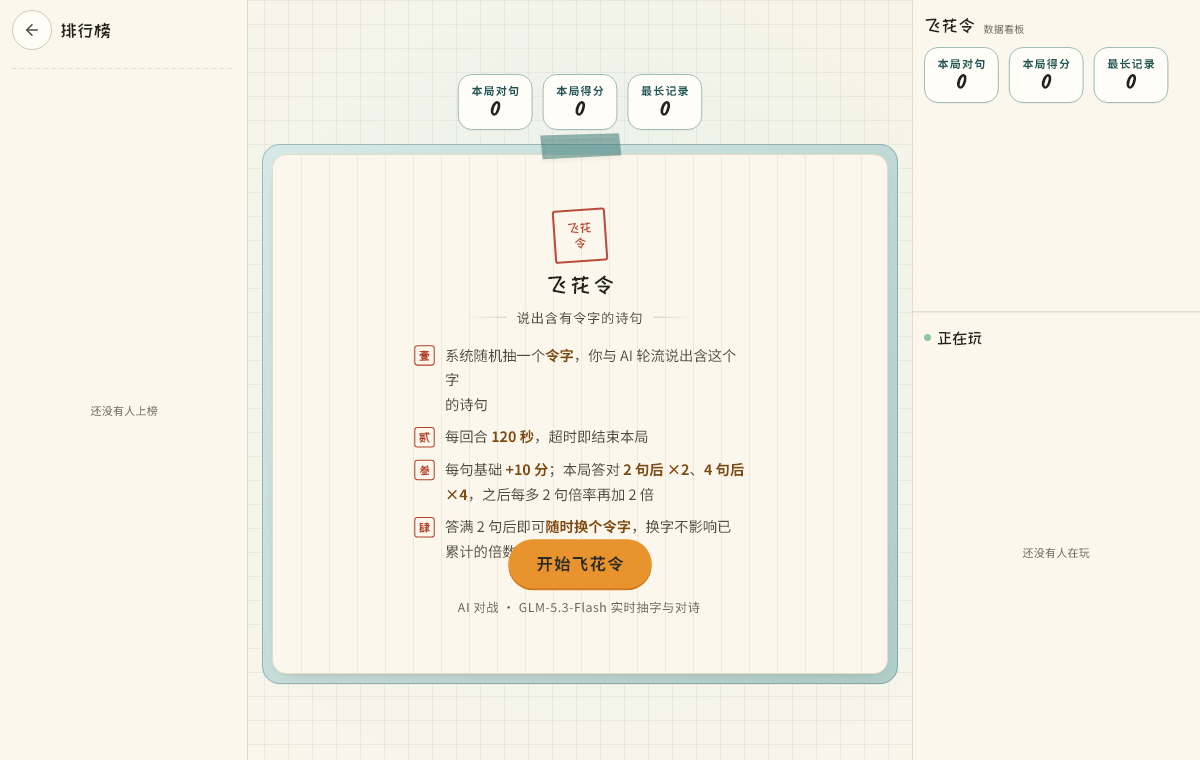 排行榜
还没有人上榜
本局对句
0
本局得分
0
最长记录
0
飞花
令
飞花令
说出含有令字的诗句
壹
系统随机抽一个令字，你与 AI 轮流说出含这个
字
的诗句
贰
每回合 120 秒，超时即结束本局
叁
每句基础 +10 分；本局答对 2 句后 ×2、4 句后
×4，之后每多 2 句倍率再加 2 倍
肆
答满 2 句后即可随时换个令字，换字不影响已
累计的倍数
开始飞花令
AI 对战 · GLM-5.3-Flash 实时抽字与对诗
飞花令 数据看板
本局对句
0
本局得分
0
最长记录
0
正在玩
还没有人在玩